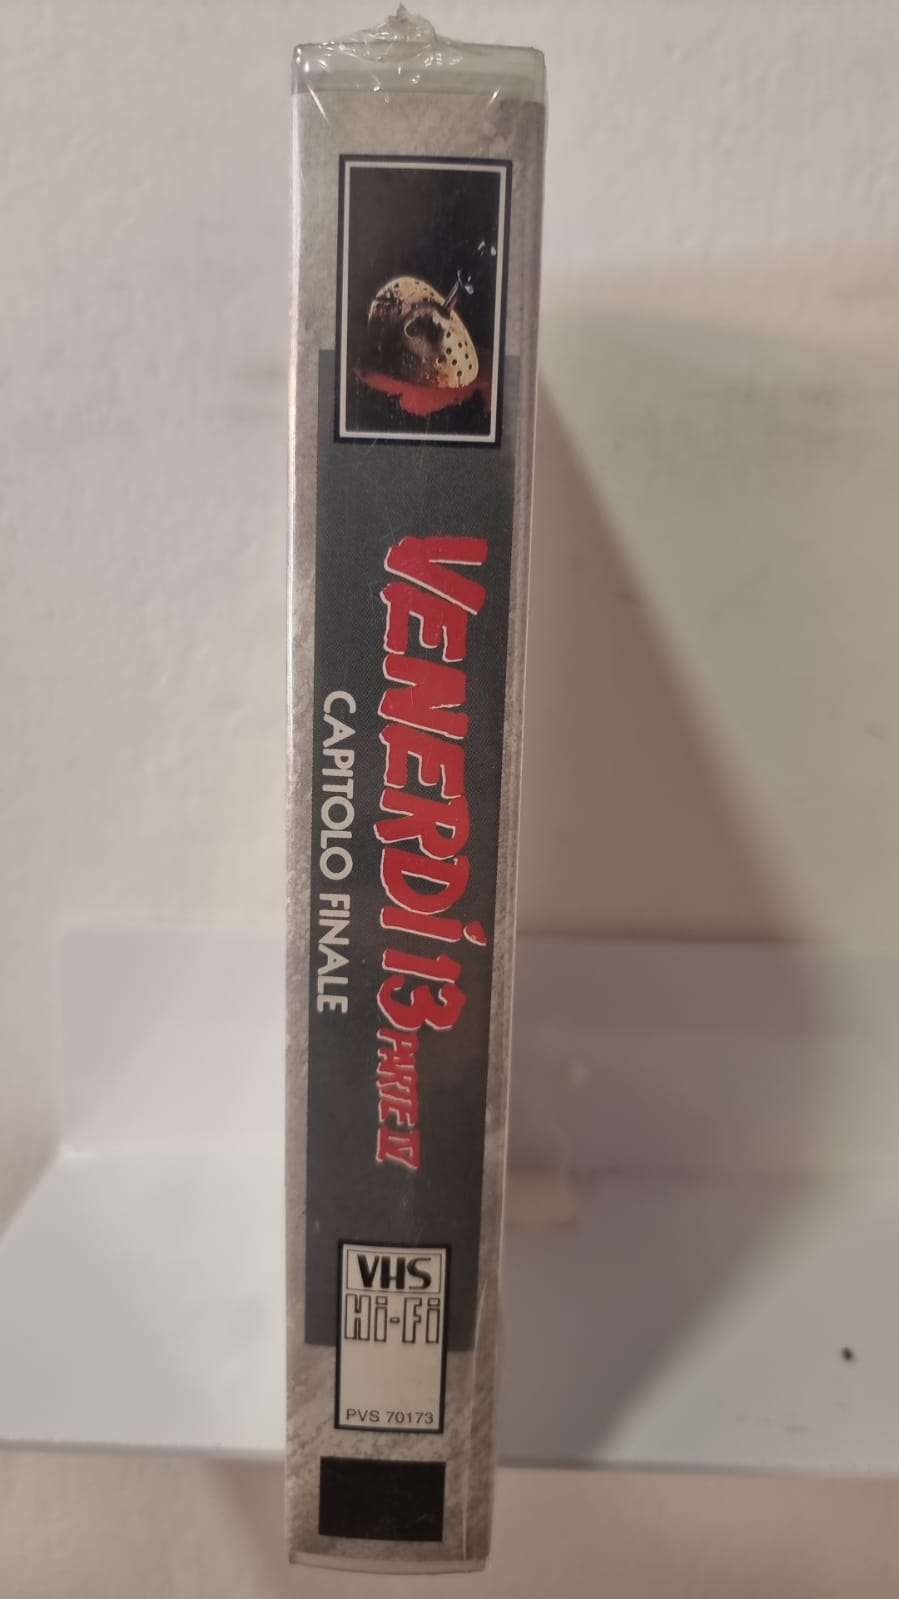 VENERDÍ 13
PARTE IV
CAPITOLO FINALE
VHS
Hi-Fi
PVS 70173